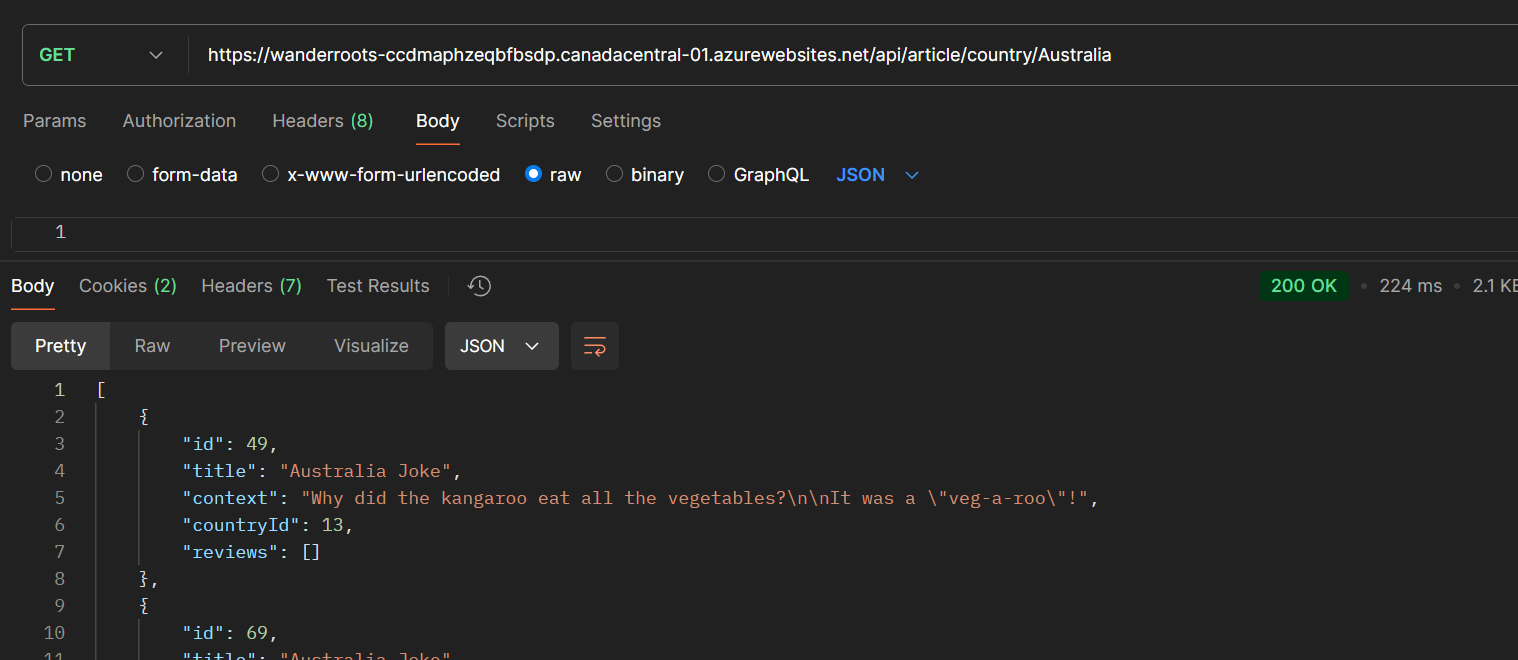 GET https://wanderroots-ccdmaphzeqbfbsdp.canadacentral-01.azurewebsites.net/api/article/country/Australia
Params Authorization Headers (8) Body Scripts Settings
none form-data x-www-form-urlencoded raw binary GraphQL JSON
1
Body Cookies (2) Headers (7) Test Results 200 OK • 224 ms • 2.1 KB
Pretty Raw Preview Visualize JSON
1 [
2 {
3 "id": 49,
4 "title": "Australia Joke",
5 "context": "Why did the kangaroo eat all the vegetables?\n\nIt was a \"veg-a-roo\"!",
6 "countryId": 13,
7 "reviews": []
8 },
9 {
10 "id": 69,
11 "title": "Australia Joke"